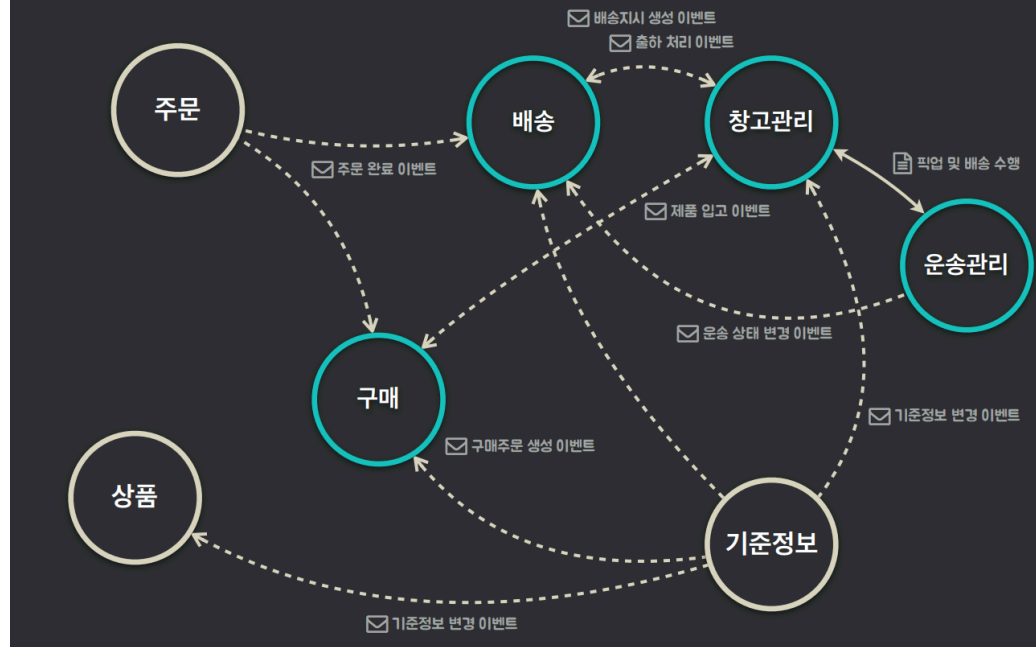 배송지시 생성 이벤트
출하 처리 이벤트
주문
배송
창고관리
주문 완료 이벤트
픽업 및 배송 수행
제품 입고 이벤트
운송관리
운송 상태 변경 이벤트
구매
기준정보 변경 이벤트
구매주문 생성 이벤트
상품
기준정보
기준정보 변경 이벤트